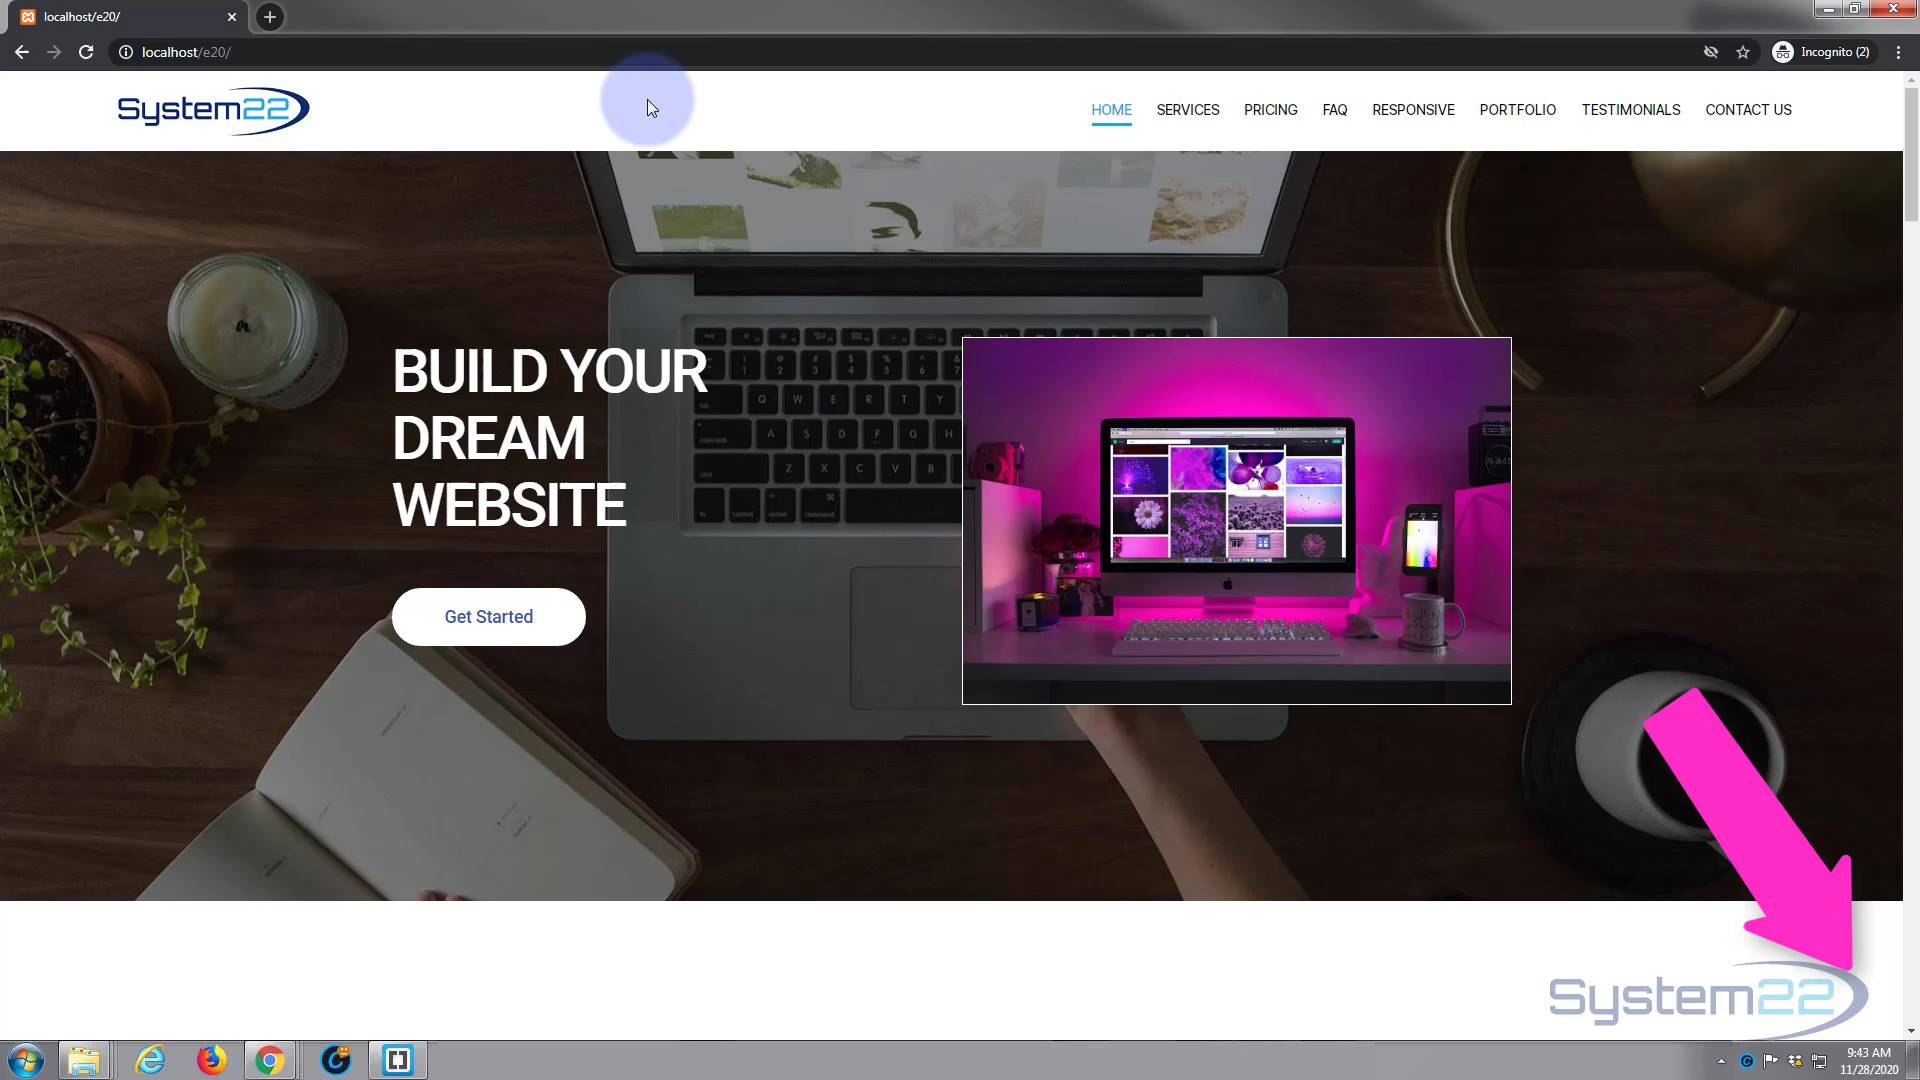 localhost/e20/
localhost/e20/
Incognito (2)
System22
HOME
SERVICES
PRICING
FAQ
RESPONSIVE
PORTFOLIO
TESTIMONIALS
CONTACT US
BUILD YOUR
DREAM
WEBSITE
Get Started
System22
9:43 AM
11/28/2020